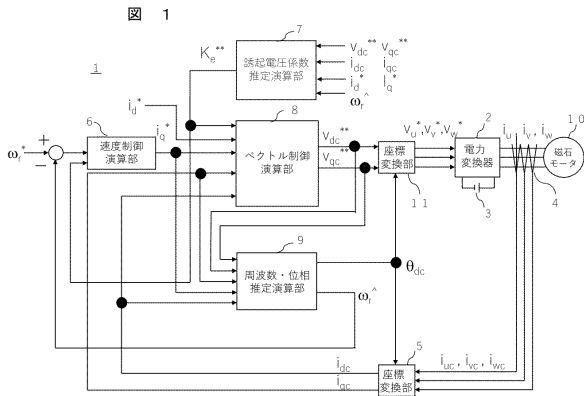 図 1
1
K_e**
7
誘起電圧係数
推定演算部
V_dc** V_qc**
i_dc i_qc
i_d* I_q*
ω_r^
i_d*
6
速度制御
演算部
i_q*
ω_r*
+
−
8
ベクトル制御
演算部
V_dc**
V_qc**
座標
変換部
11
V_u*,V_v*,V_w*
2
電力
変換器
3
i_u, i_v, i_w
4
10
磁石
モータ
9
周波数・位相
推定演算部
θ_dc
ω_r^
5
座標
変換部
i_dc
i_qc
i_uc, i_vc, i_wc